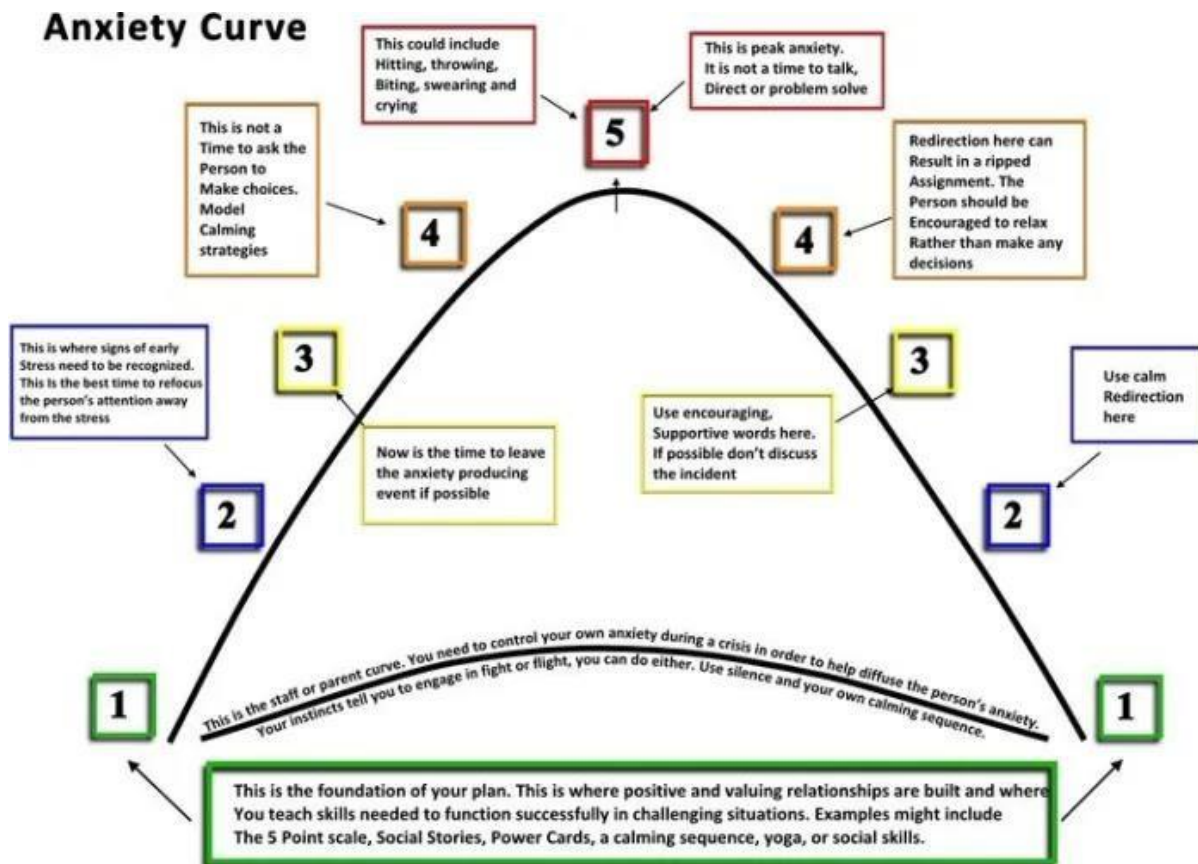 Anxiety Curve
This could include
Hitting, throwing,
Biting, swearing and
crying
This is peak anxiety.
It is not a time to talk,
Direct or problem solve
5
This is not a
Time to ask the
Person to
Make choices.
Model
Calming
strategies
4
4
Redirection here can
Result in a ripped
Assignment. The
Person should be
Encouraged to relax
Rather than make any
decisions
This is where signs of early
Stress need to be recognized.
This Is the best time to refocus
the person's attention away
from the stress
3
3
Use calm
Redirection
here
Now is the time to leave
the anxiety producing
event if possible
Use encouraging,
Supportive words here.
If possible don't discuss
the incident
2
2
This is the staff or parent curve. You need to control your own anxiety during a crisis in order to help diffuse the person's anxiety.
Your instincts tell you to engage in fight or flight, you can do either. Use silence and your own calming sequence.
1
1
This is the foundation of your plan. This is where positive and valuing relationships are built and where
You teach skills needed to function successfully in challenging situations. Examples might include
The 5 Point scale, Social Stories, Power Cards, a calming sequence, yoga, or social skills.